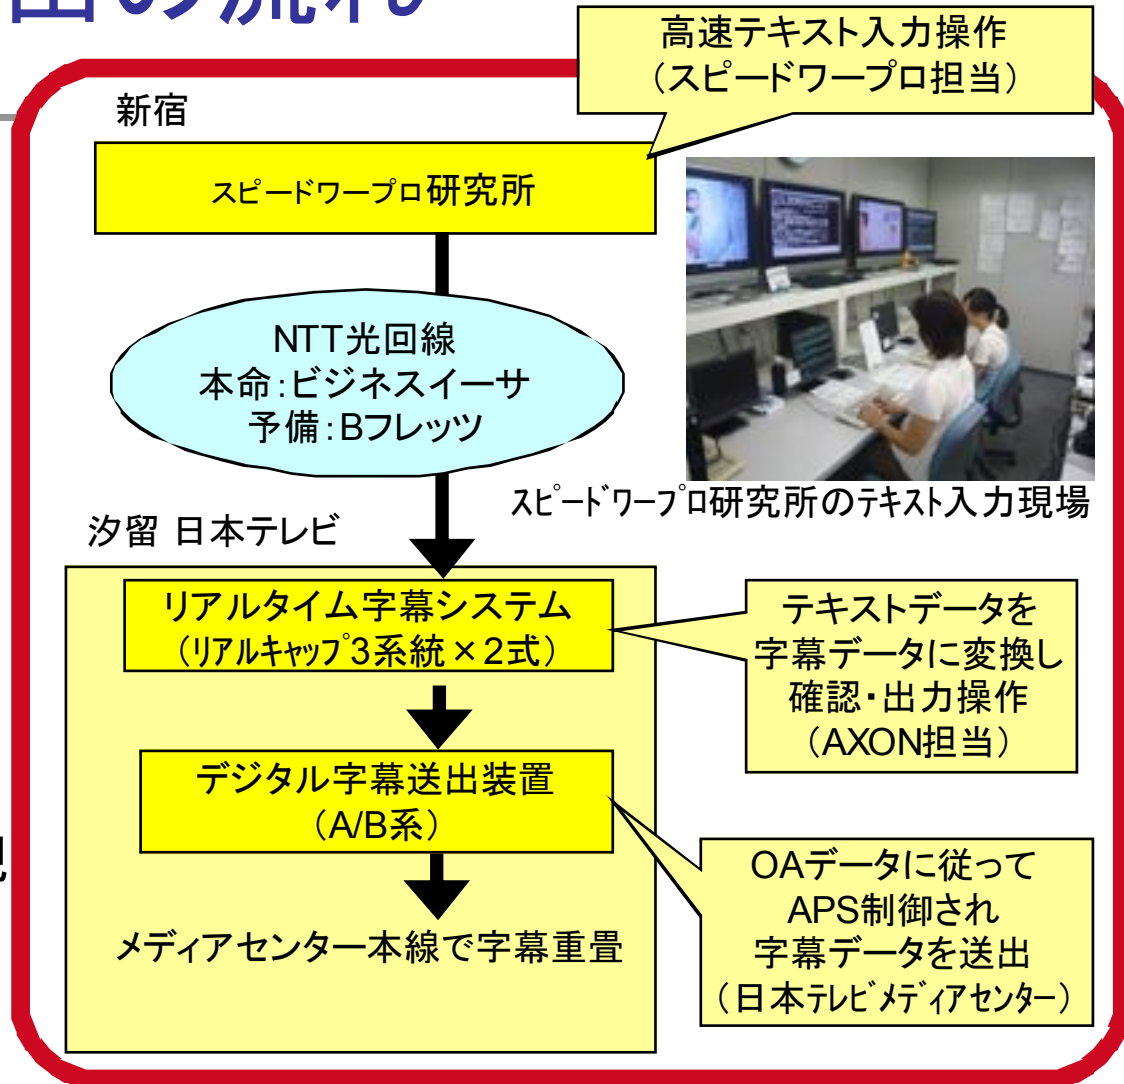 出の流れ
高速テキスト入力操作
（スピードワープロ担当）
新宿
スピードワープロ研究所
NTT光回線
本命：ビジネスイーサ
予備：Bフレッツ
スピードワープロ研究所のテキスト入力現場
汐留 日本テレビ
リアルタイム字幕システム
（リアルキャップ3系統×2式）
テキストデータを
字幕データに変換し
確認・出力操作
（AXON担当）
デジタル字幕送出装置
（A/B系）
OAデータに従って
APS制御され
字幕データを送出
（日本テレビメディアセンター）
メディアセンター本線で字幕重畳